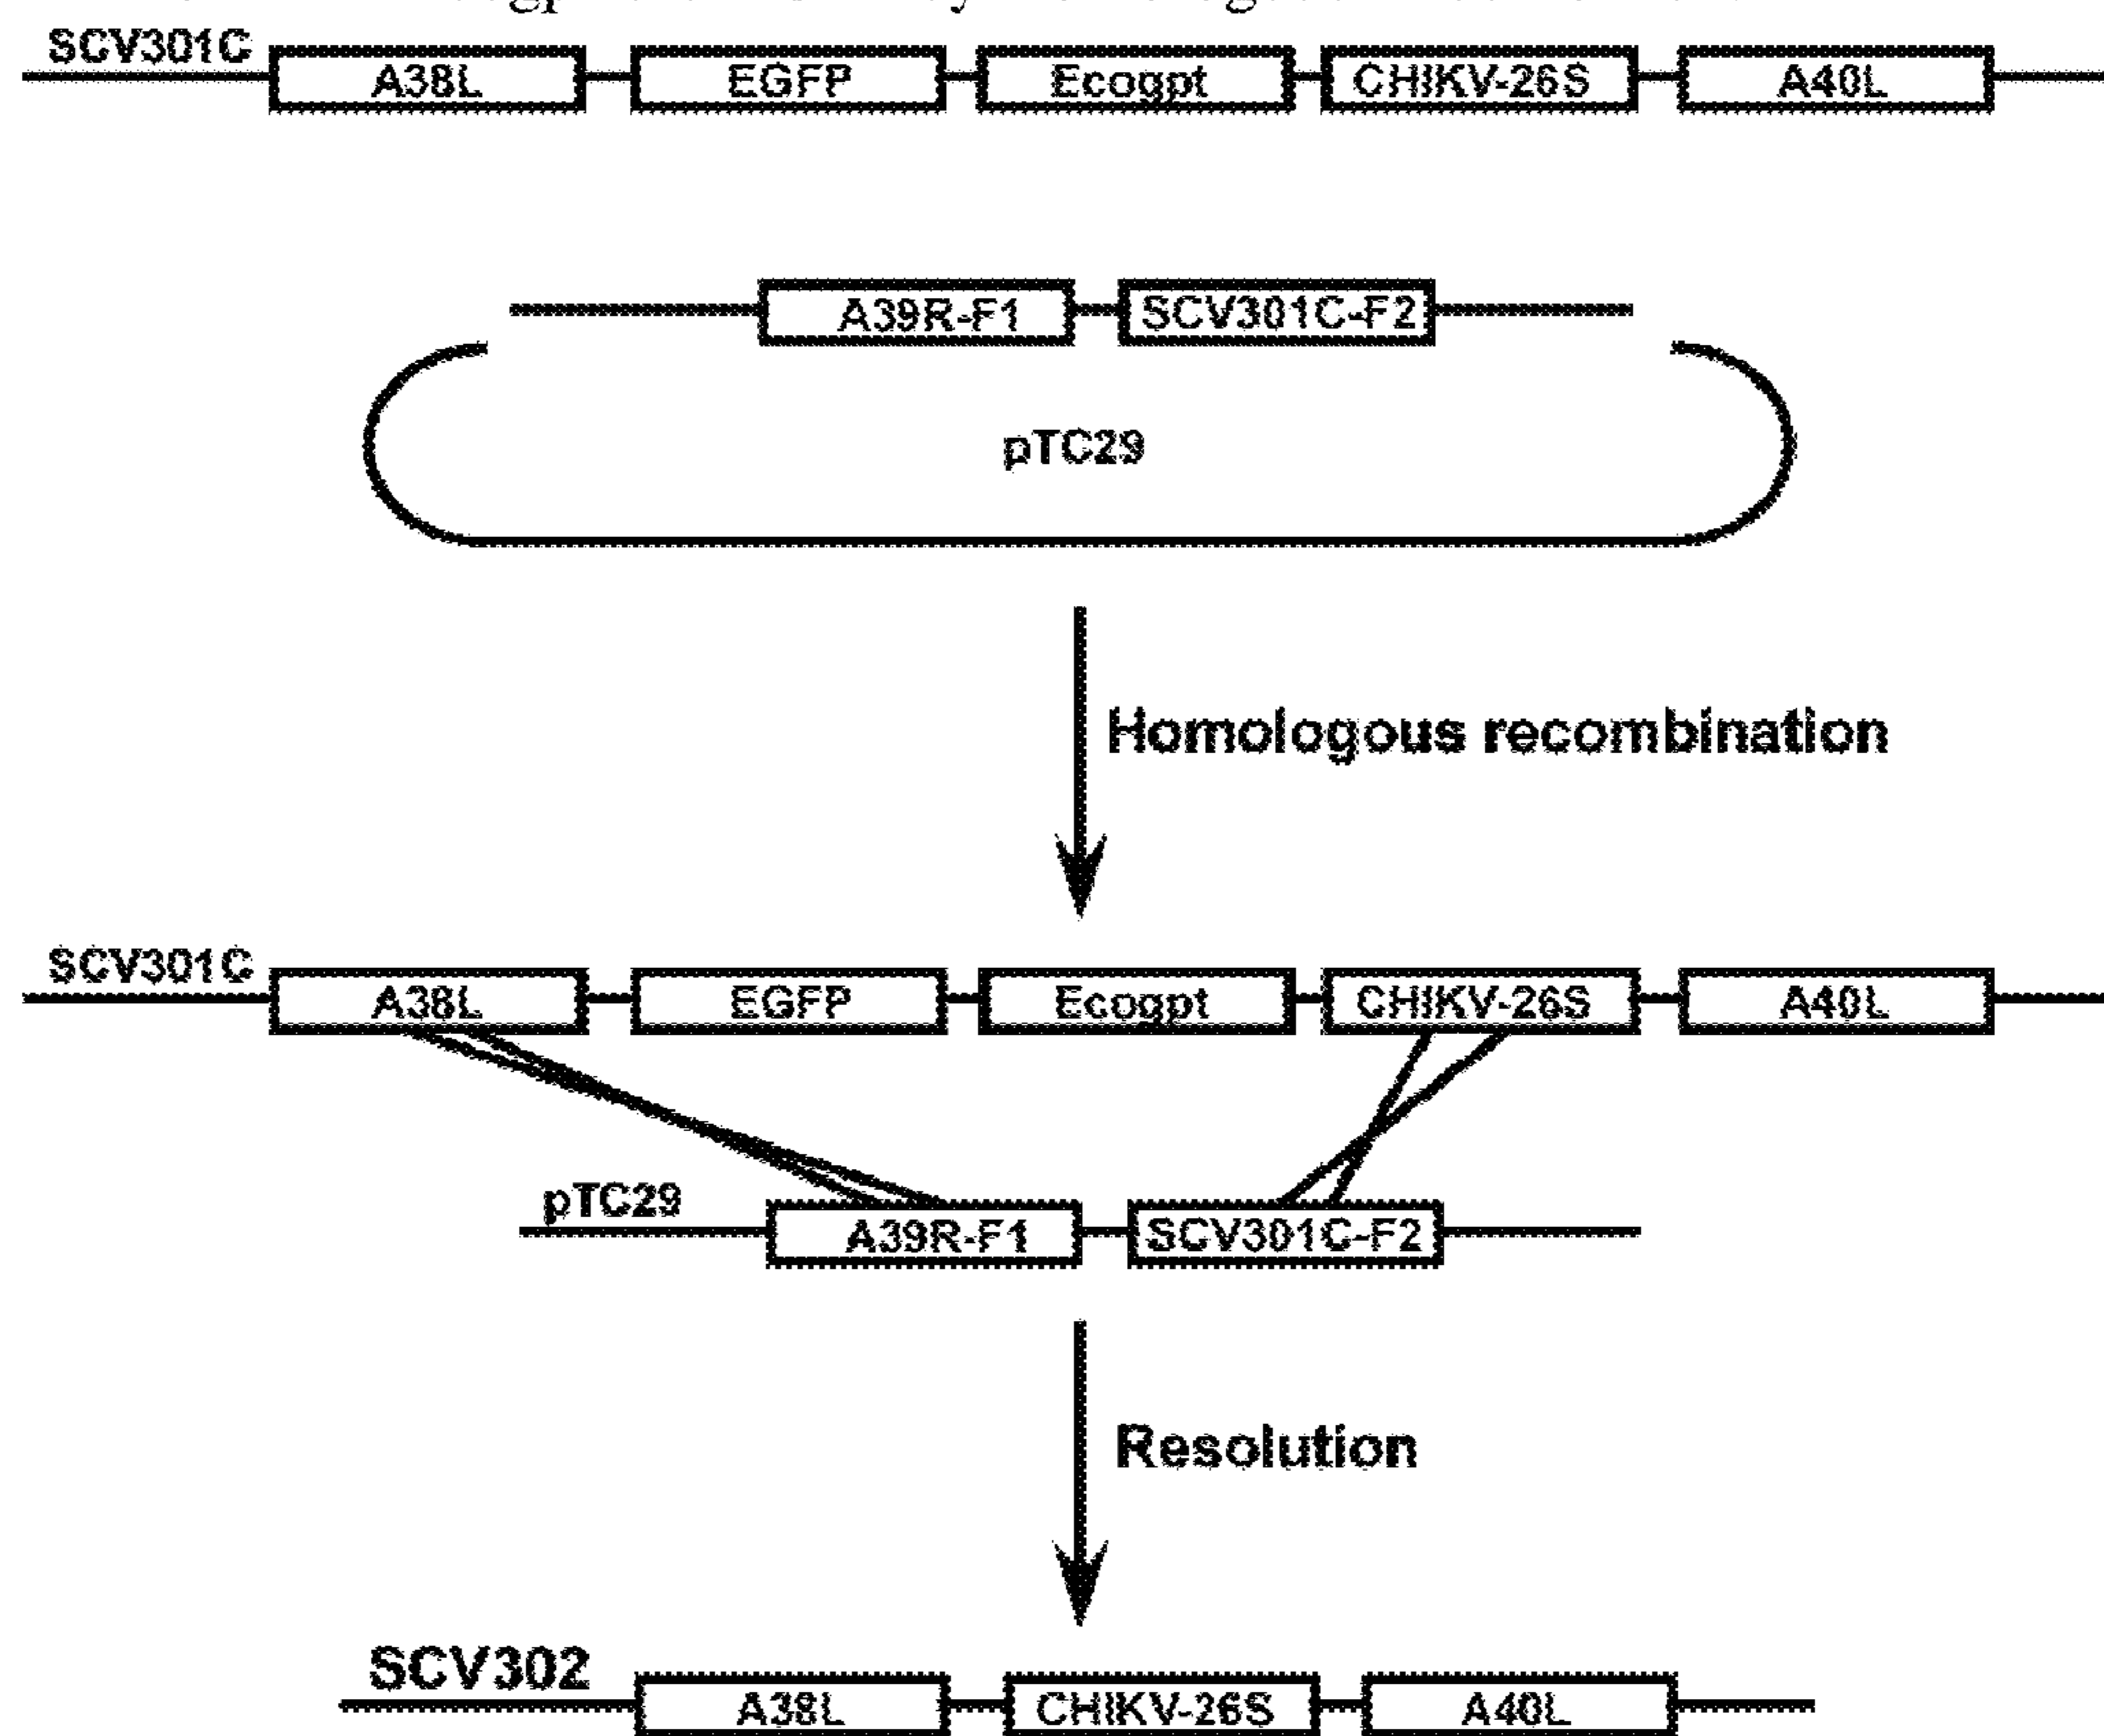 SCV301C
A38L EGFP Ecogpt CHIKV-26S A40L
A39R-F1 SCV301C-F2
pTC29
Homologous recombination
SCV301C
A38L EGFP Ecogpt CHIKV-26S A40L
pTC29
A39R-F1 SCV301C-F2
Resolution
SCV302
A38L CHIKV-26S A40L